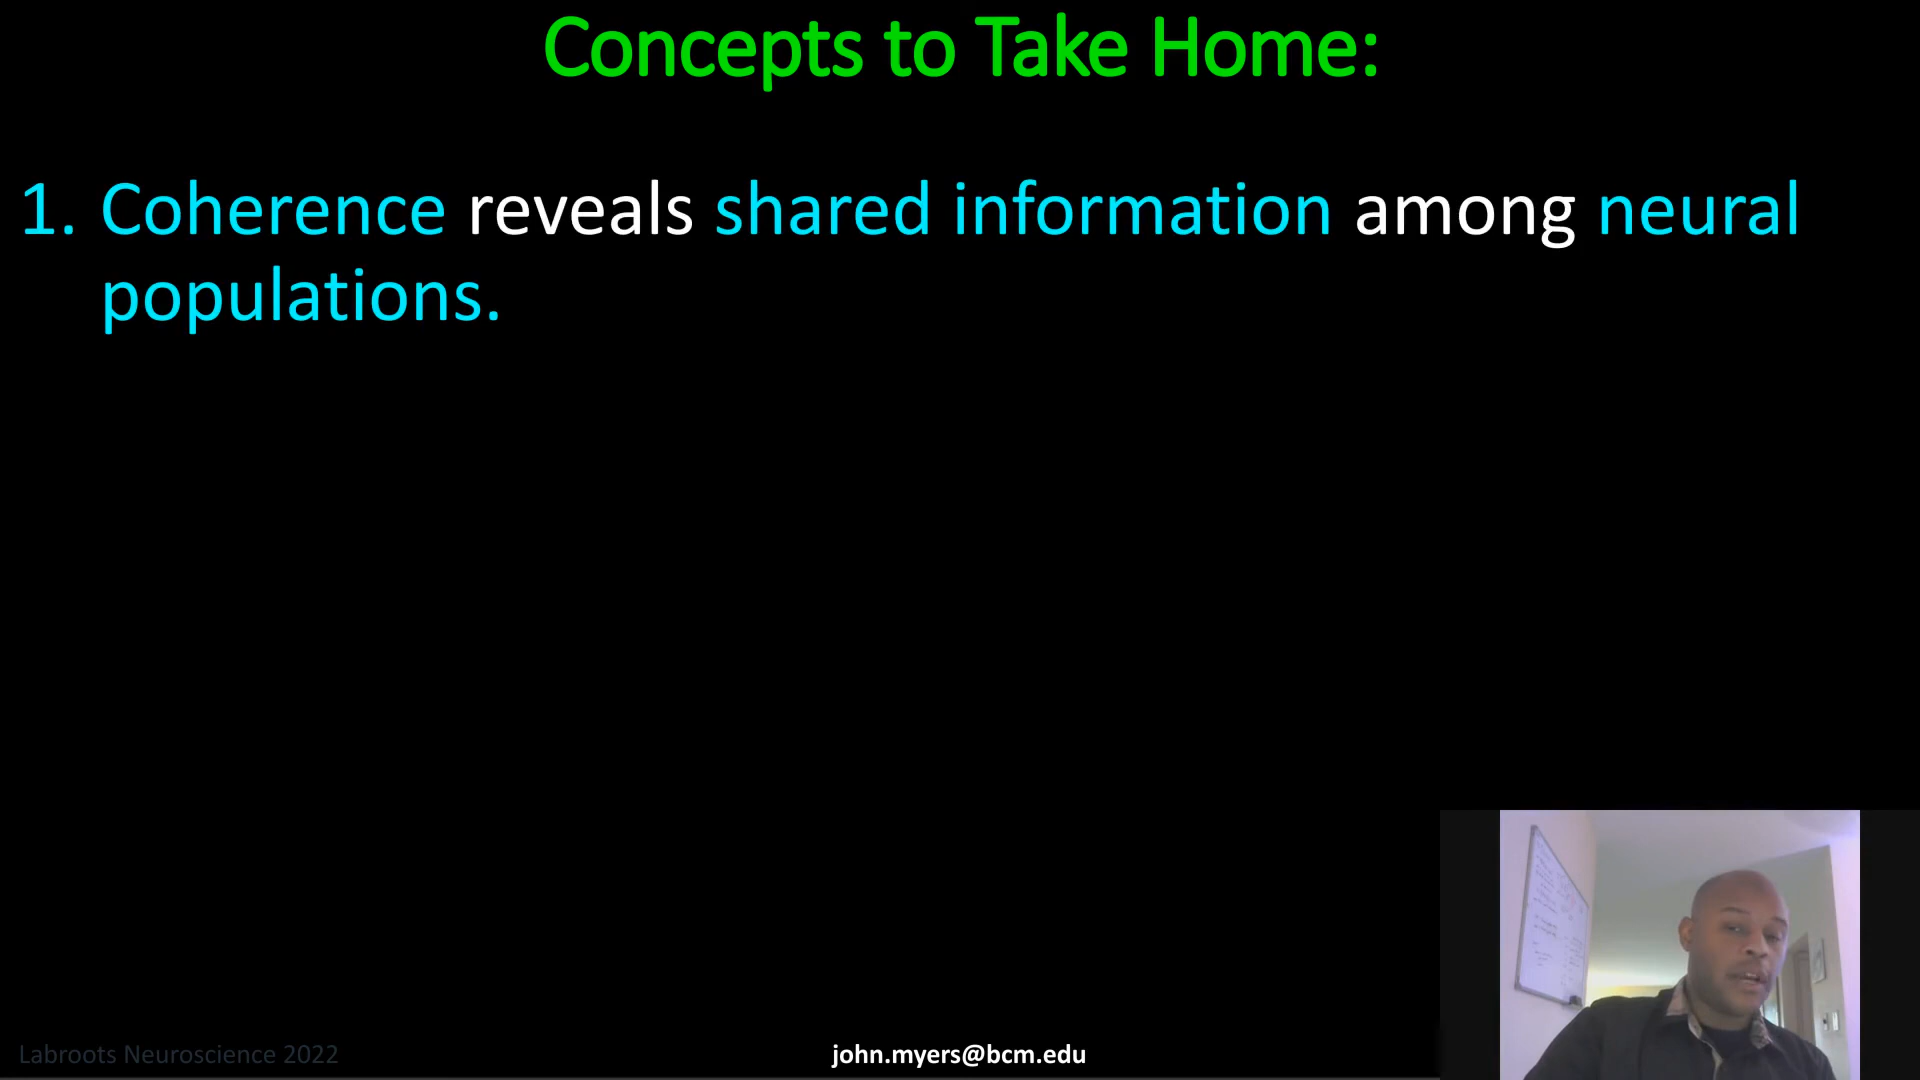 Concepts to Take Home:
1. Coherence reveals shared information among neural
populations.
Labroots Neuroscience 2022
john.myers@bcm.edu